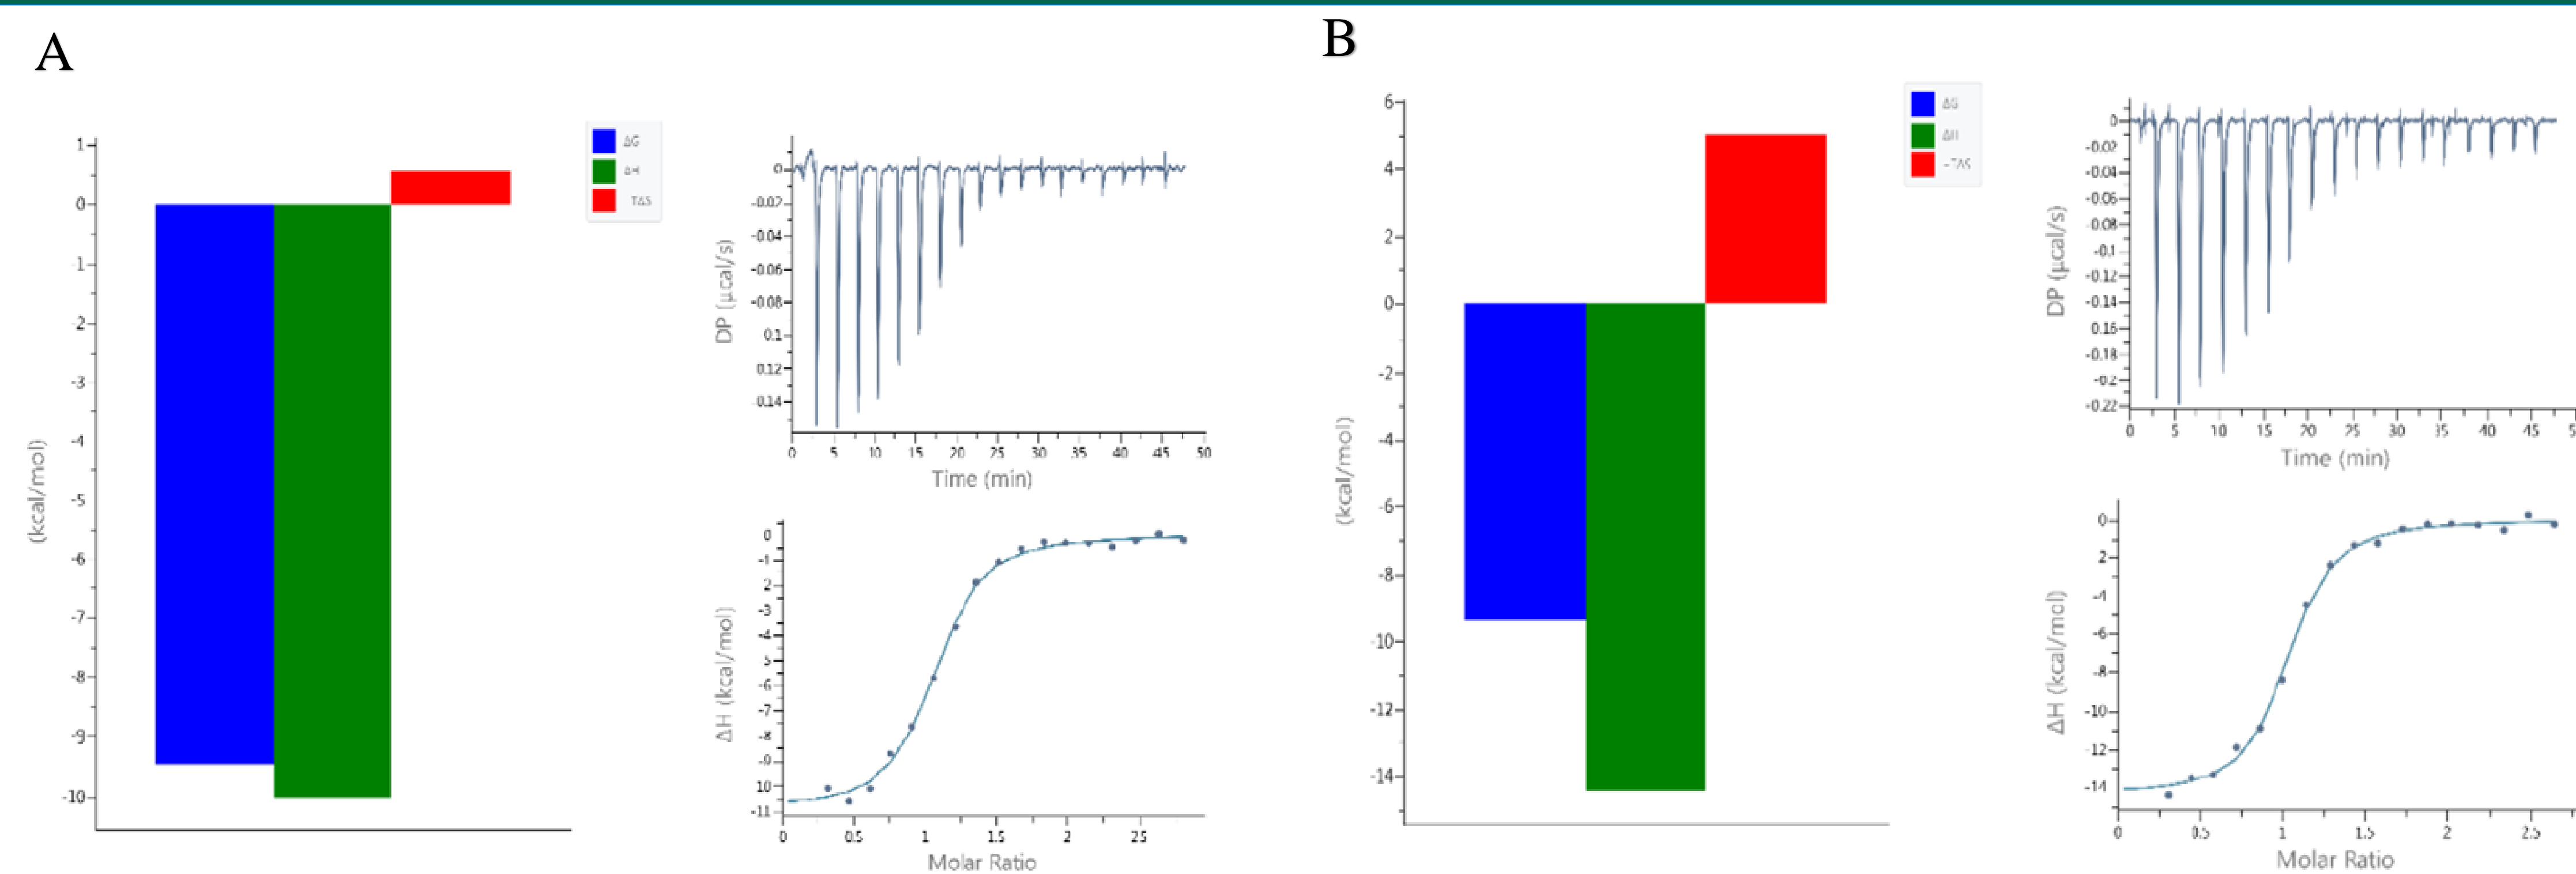 A
B
1
0
1
-2
-3
-4
-5
-6
-7
-8
-9
-10
(kcal/mol)
ΔG
ΔH
TΔS
0
-0.02
-0.04
-0.06
-0.08
0.1
0.12
-0.14
DP (μcal/s)
0 5 10 15 20 25 30 35 40 45 50
Time (min)
0
-1
2
-3
-4
5
-6
-7
-8
-9
10
-11
ΔH (kcal/mol)
0 0.5 1 1.5 2 25
Molar Ratio
6
4
2
0
-2
-4
-6
-8
-10
-12
-14
(kcal/mol)
ΔG
ΔH
-TΔS
0
-0.02
-0.04
-0.06
-0.08
-0.1
-0.12
-0.14
0.16
-0.18
-0.2
-0.22
DP (μcal/s)
0 5 10 15 20 25 30 35 40 45
Time (min)
0
2
-4
-6
-8
-10
-12
-14
ΔH (kcal/mol)
0 0.5 1 1.5 2 2.5
Molar Ratio